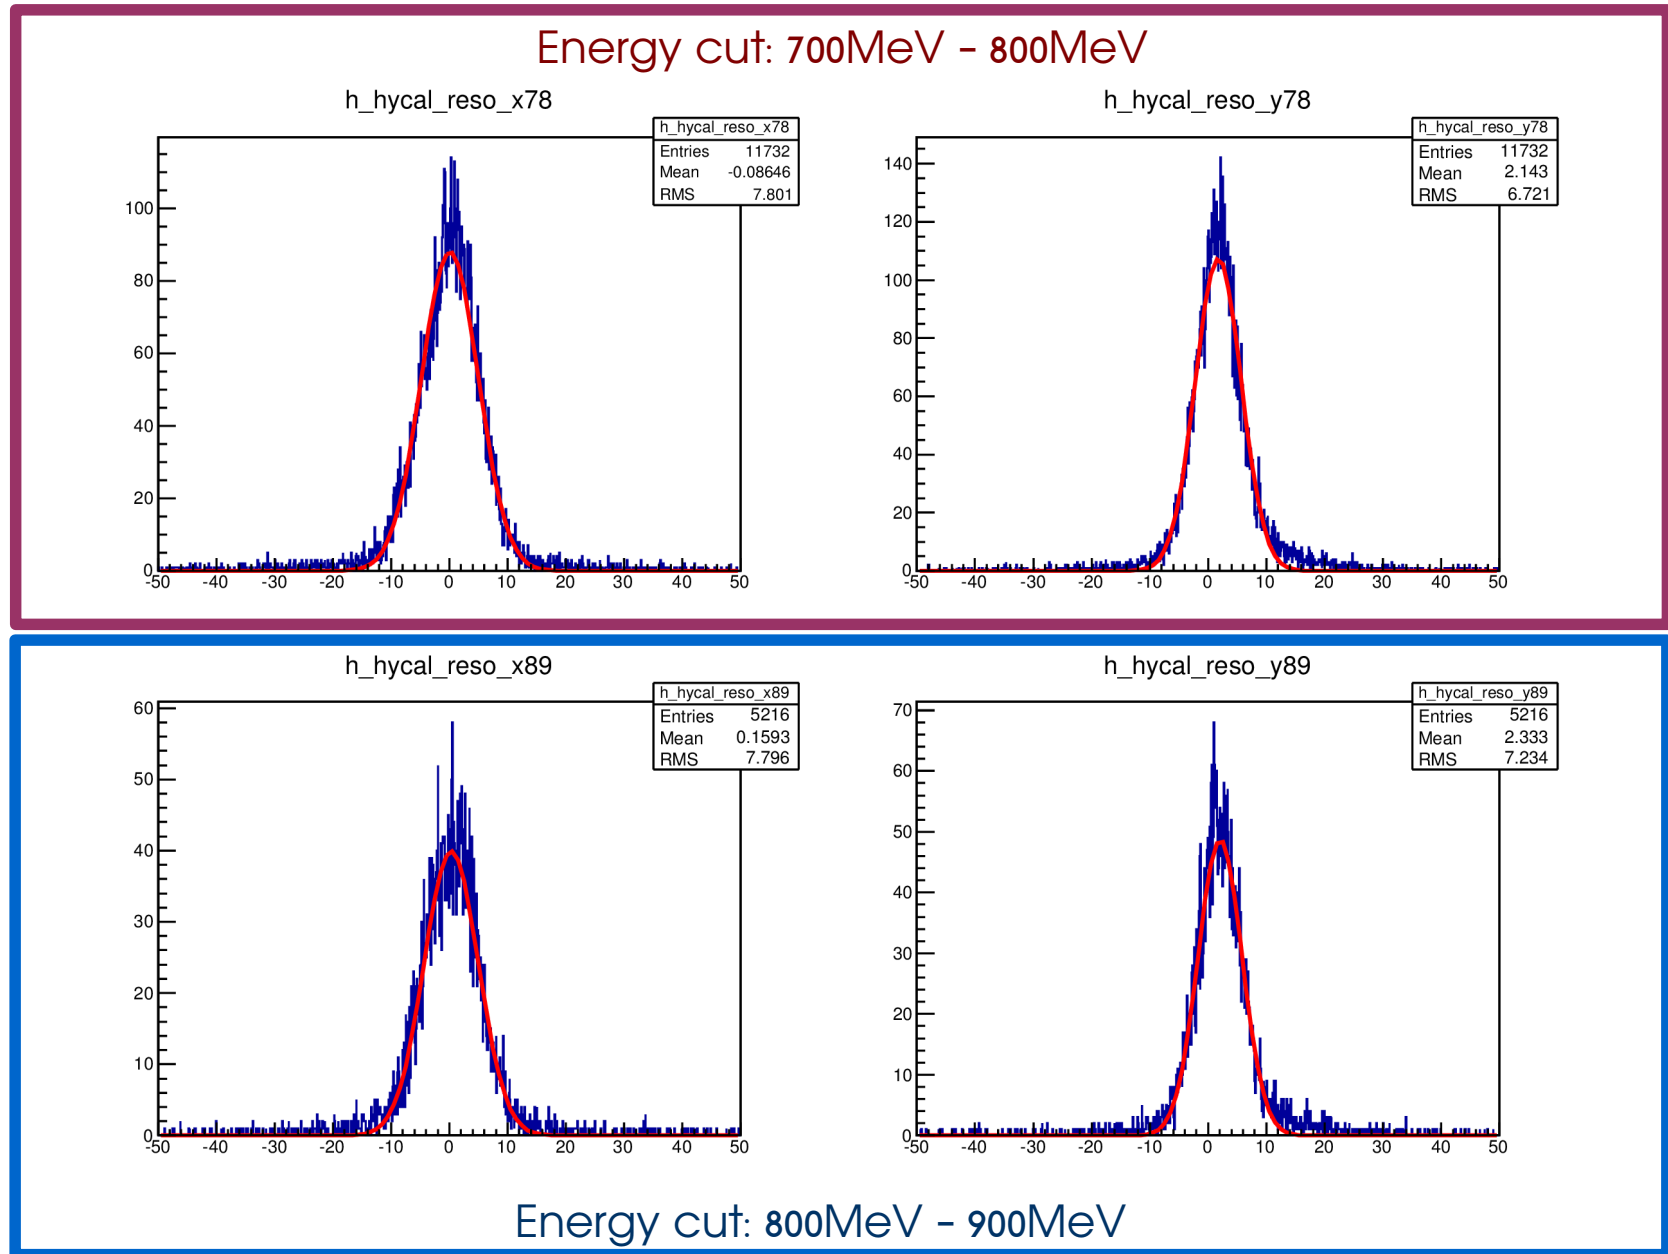 Energy cut: 700MeV - 800MeV
h_hycal_reso_x78
h_hycal_reso_x78
Entries 11732
Mean -0.08646
RMS 7.801
100
80
60
40
20
0
-50 -40 -30 -20 -10 0 10 20 30 40 50
h_hycal_reso_y78
h_hycal_reso_y78
Entries 11732
Mean 2.143
RMS 6.721
140
120
100
80
60
40
20
0
-50 -40 -30 -20 -10 0 10 20 30 40 50
h_hycal_reso_x89
h_hycal_reso_x89
Entries 5216
Mean 0.1593
RMS 7.796
60
50
40
30
20
10
0
-50 -40 -30 -20 -10 0 10 20 30 40 50
h_hycal_reso_y89
h_hycal_reso_y89
Entries 5216
Mean 2.333
RMS 7.234
70
60
50
40
30
20
10
0
-50 -40 -30 -20 -10 0 10 20 30 40 50
Energy cut: 800MeV - 900MeV